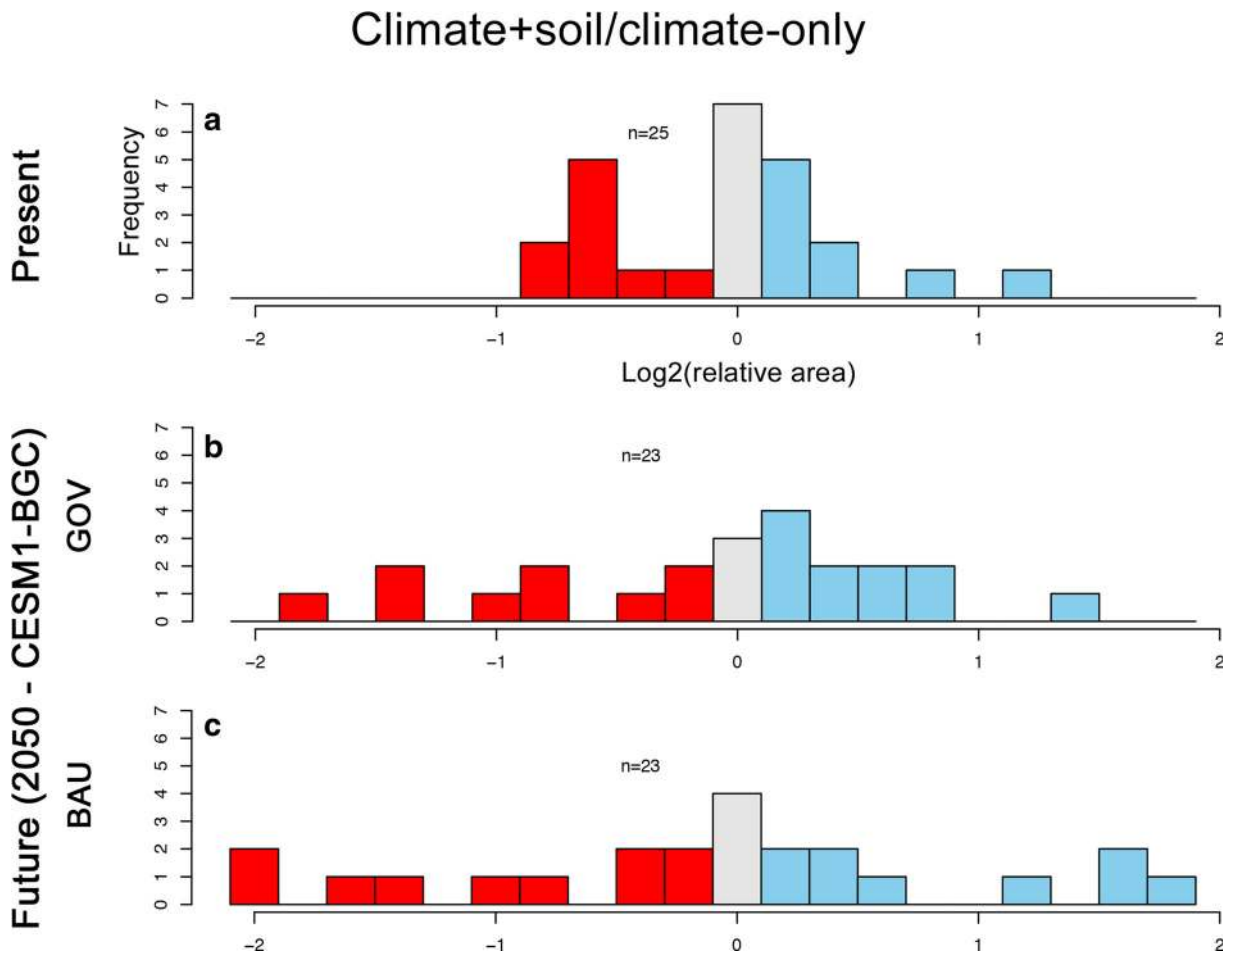 Climate+soil/climate-only
Present
a
n=25
Frequency
7
6
5
4
3
2
1
0
−2 −1 0 1 2
Log2(relative area)
Future (2050 - CESM1-BGC)
GOV
b
n=23
7
6
5
4
3
2
1
0
−2 −1 0 1 2
BAU
c
n=23
7
6
5
4
3
2
1
0
−2 −1 0 1 2